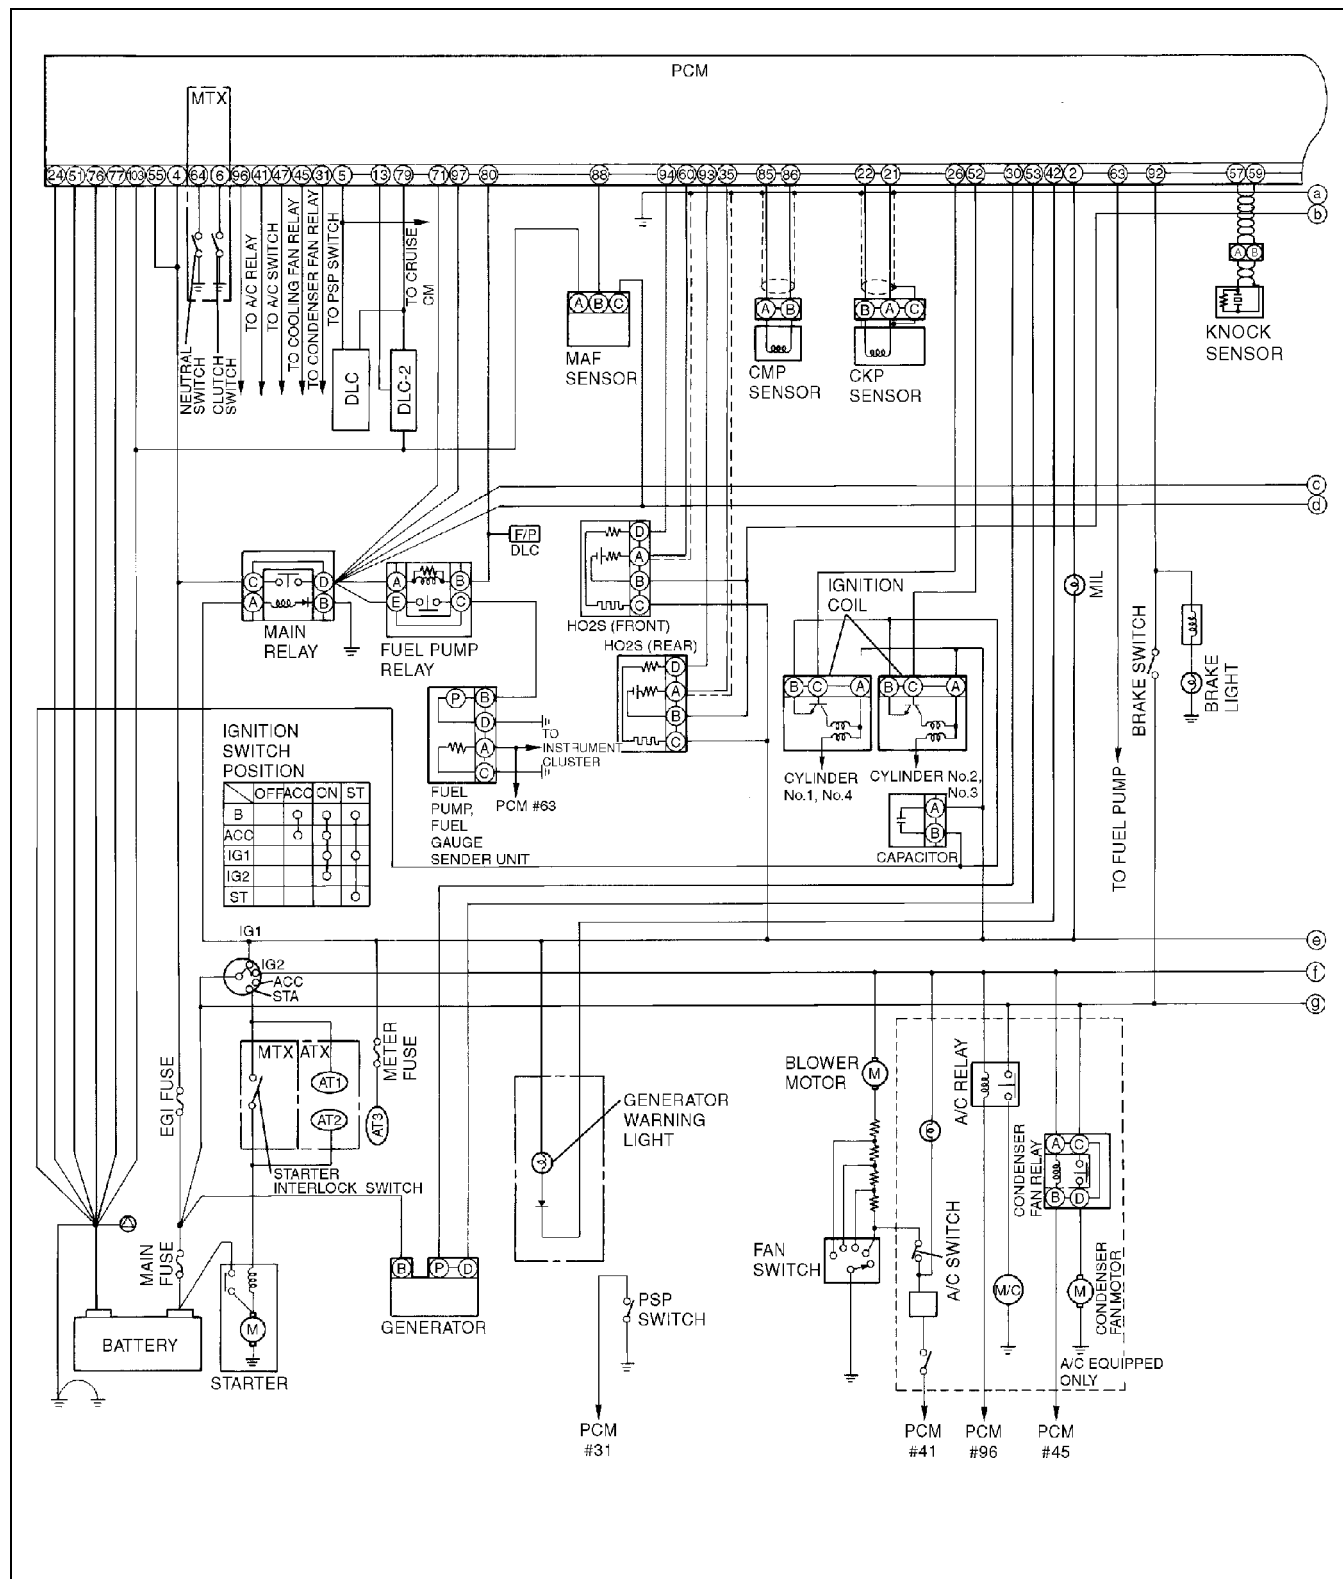 PCM
MTX
24 51 76 77 103 55 4 64 6 96 41 47 45 31 5 13 79 71 97 80 88 94 60 93 35 85 86 22 21 26 52 30 53 42 2 63 92 57 59
a
b
NEUTRAL
SWITCH
CLUTCH
SWITCH
TO A/C RELAY
TO A/C SWITCH
TO COOLING FAN RELAY
TO CONDENSER FAN RELAY
TO PSP SWITCH
TO CRUISE
CM
DLC
DLC-2
A B C
MAF
SENSOR
A B
CMP
SENSOR
B A C
CKP
SENSOR
A B
KNOCK
SENSOR
c
d
F/P
DLC
C D
A B
MAIN
RELAY
A B
E C
FUEL PUMP
RELAY
D
A
B
C
HO2S (FRONT)
HO2S (REAR)
D
A
B
C
IGNITION
COIL
B C A
B C A
CYLINDER
No.1, No.4
CYLINDER No.2,
No.3
MIL
BRAKE SWITCH
BRAKE
LIGHT
P B
D
A
C
TO
INSTRUMENT
CLUSTER
PCM #63
FUEL
PUMP,
FUEL
GAUGE
SENDER UNIT
A
B
CAPACITOR
TO FUEL PUMP
IGNITION
SWITCH
POSITION
OFF ACC ON ST
B
ACC
IG1
IG2
ST
IG1
IG2
ACC
STA
e
f
g
EGI FUSE
MTX ATX
AT1
AT2
METER
FUSE
AT3
STARTER
INTERLOCK SWITCH
GENERATOR
WARNING
LIGHT
BLOWER
MOTOR
M
A/C RELAY
CONDENSER
FAN RELAY
A C
B D
FAN
SWITCH
A/C SWITCH
M/C
M
CONDENSER
FAN MOTOR
A/C EQUIPPED
ONLY
MAIN
FUSE
BATTERY
M
STARTER
B P D
GENERATOR
PSP
SWITCH
PCM
#31
PCM
#41
PCM
#96
PCM
#45